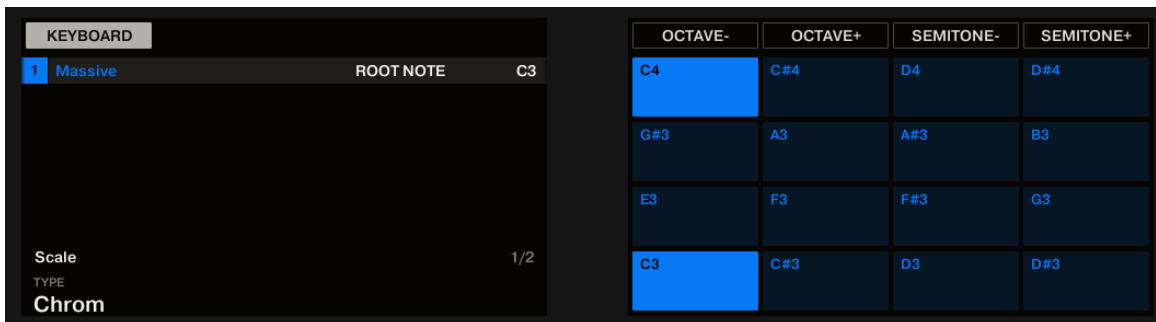 KEYBOARD
1 Massive ROOT NOTE C3
Scale 1/2
TYPE
Chrom
OCTAVE- OCTAVE+ SEMITONE- SEMITONE+
C4 C#4 D4 D#4
G#3 A3 A#3 B3
E3 F3 F#3 G3
C3 C#3 D3 D#3